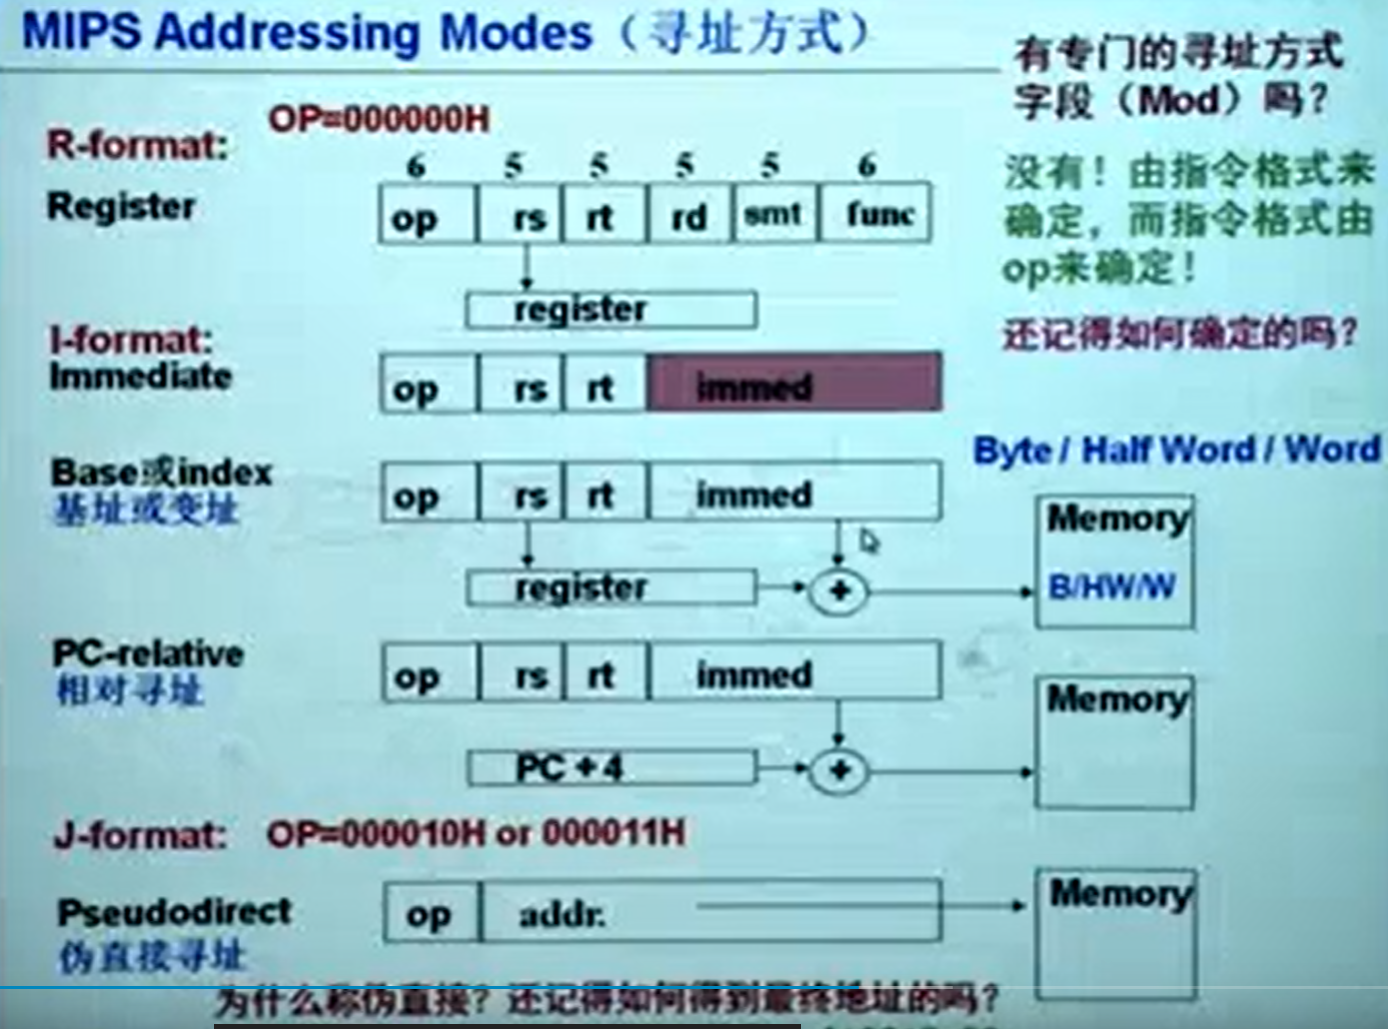 MIPS Addressing Modes（寻址方式）
有专门的寻址方式
字段（Mod）吗？
没有！由指令格式来
确定，而指令格式由
op来确定！
还记得如何确定的吗？
R-format:
OP=000000H
6 5 5 5 5 6
Register
op rs rt rd smt func
register
I-format:
Immediate
op rs rt immed
Base或index
基址或变址
op rs rt immed
Byte / Half Word / Word
Memory
register
+
B/HW/W
PC-relative
相对寻址
op rs rt immed
Memory
PC + 4
+
J-format: OP=000010H or 000011H
Pseudodirect
伪直接寻址
op addr.
Memory
为什么称伪直接？还记得如何得到最终地址的吗？